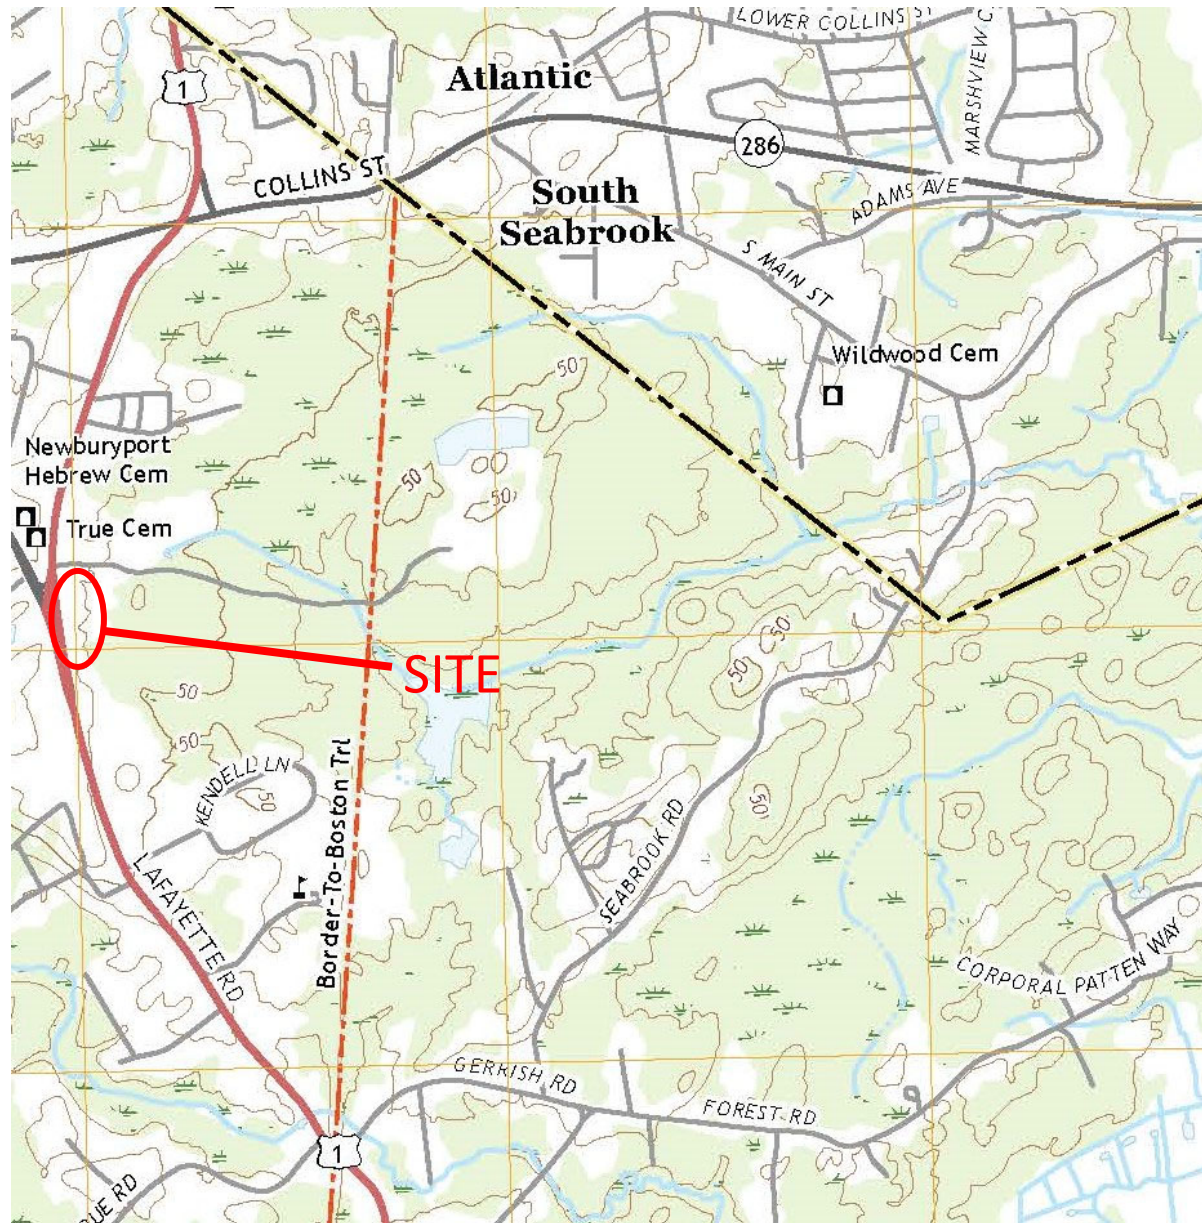 LOWER COLLINS ST
MARSHVIEW
Atlantic
1
286
COLLINS ST
South
Seabrook
ADAMS AVE
S MAIN ST
Wildwood Cem
50
Newburyport
Hebrew Cem
50
50
True Cem
50
50
SITE
50
50
KENDELL LN
50
50
Border-To-Boston Trl
SEABROOK RD
LAFAYETTE RD
CORPORAL PATTEN WAY
GERRISH RD
FOREST RD
1
RD